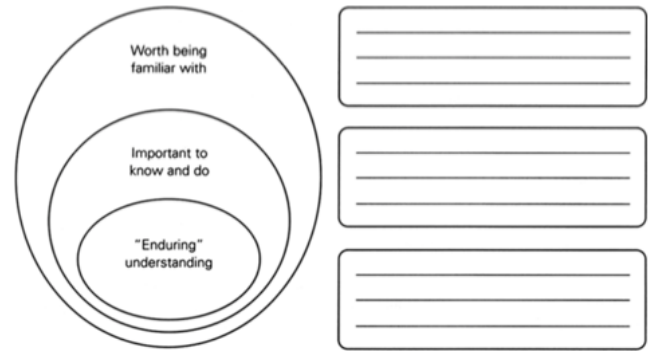 Worth being
familiar with
Important to
know and do
“Enduring”
understanding